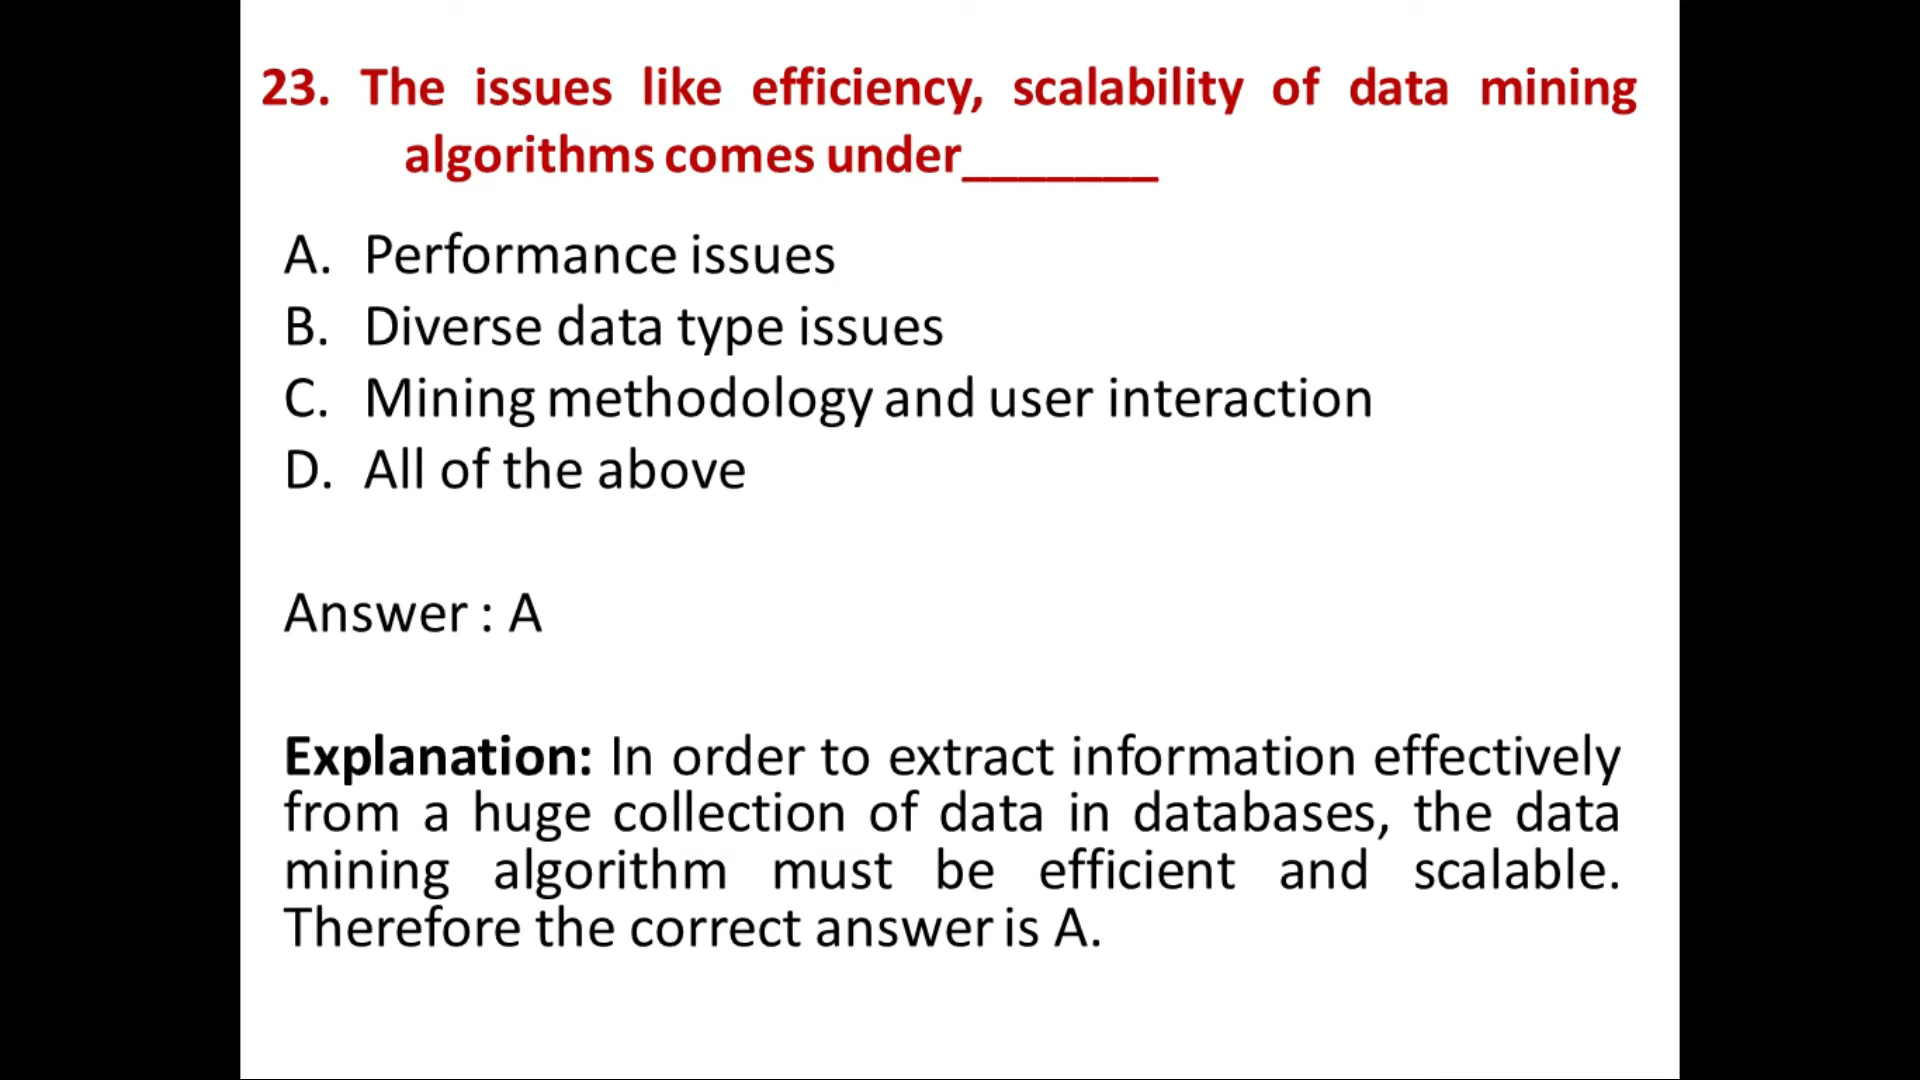 23. The issues like efficiency, scalability of data mining
algorithms comes under_______
A. Performance issues
B. Diverse data type issues
C. Mining methodology and user interaction
D. All of the above
Answer : A
Explanation: In order to extract information effectively
from a huge collection of data in databases, the data
mining algorithm must be efficient and scalable.
Therefore the correct answer is A.